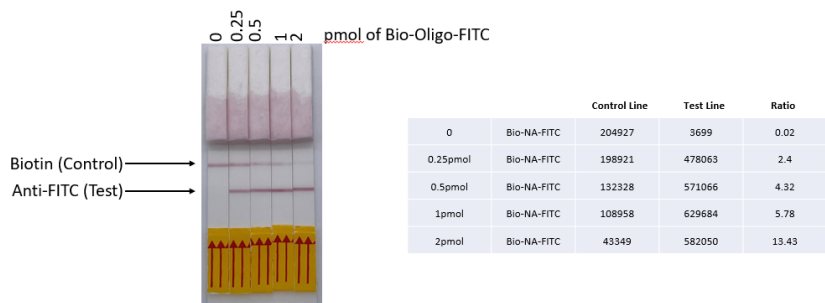 0 0.25 0.5 1 2 pmol of Bio-Oligo-FITC
Biotin (Control)
Anti-FITC (Test)
Control Line Test Line Ratio
0 Bio-NA-FITC 204927 3699 0.02
0.25pmol Bio-NA-FITC 198921 478063 2.4
0.5pmol Bio-NA-FITC 132328 571066 4.32
1pmol Bio-NA-FITC 108958 629684 5.78
2pmol Bio-NA-FITC 43349 582050 13.43